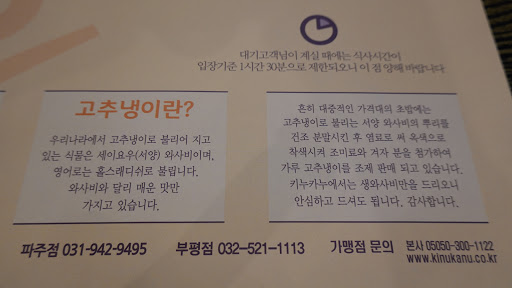 대기고객님이 계실 때에는 식사시간이
입장기준 1시간 30분으로 제한되오니 이 점 양해 바랍니다
고추냉이란?
우리나라에서 고추냉이로 불리어 지고
있는 식물은 세이요우(서양) 와사비이며,
영어로는 홀스래디쉬로 불립니다.
와사비와 달리 매운 맛만
가지고 있습니다.
흔히 대중적인 가격대의 초밥에는
고추냉이로 불리는 서양 와사비의 뿌리를
건조 분말시킨 후 염료로 써 옥색으로
착색시켜 조미료와 겨자 분을 첨가하여
가루 고추냉이를 조제 판매 되고 있습니다.
키누카누에서는 생와사비만을 드리오니
안심하고 드셔도 됩니다. 감사합니다.
파주점 031-942-9495 부평점 032-521-1113 가맹점 문의 본사 05050-300-1122
www.kinukanu.co.kr